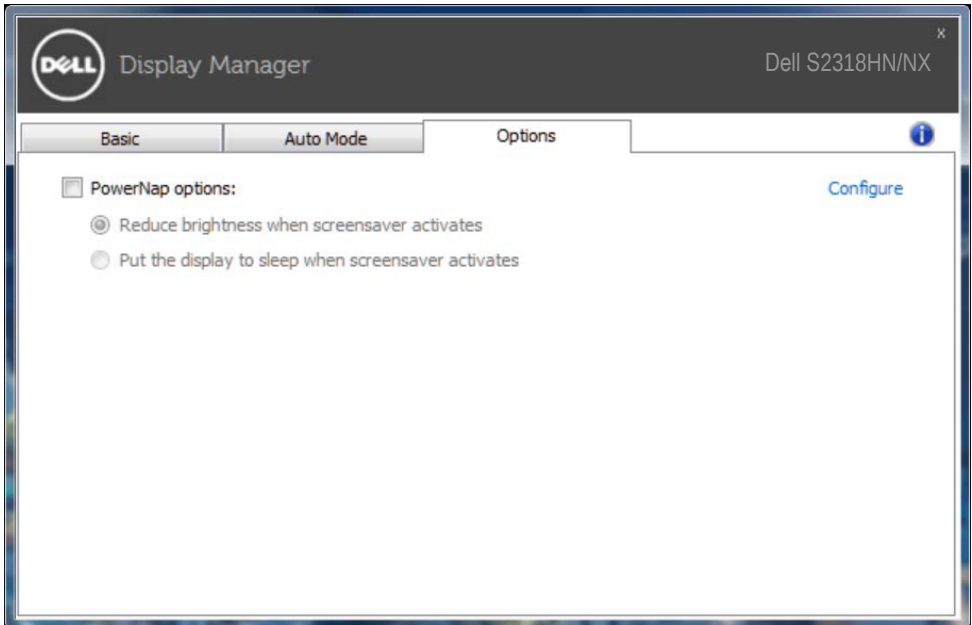 x
DELL Display Manager Dell S2318HN/NX
Basic Auto Mode Options i
PowerNap options: Configure
Reduce brightness when screensaver activates
Put the display to sleep when screensaver activates